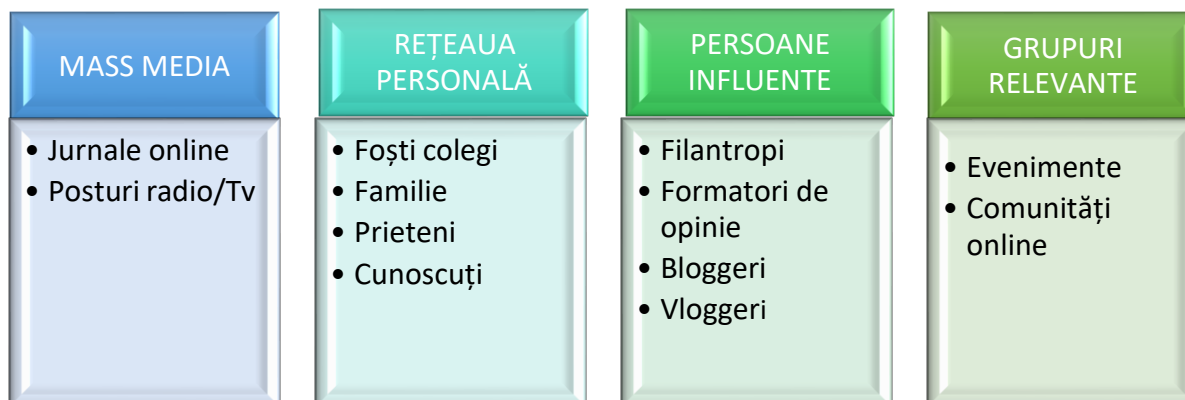 MASS MEDIA
• Jurnale online
• Posturi radio/Tv
REȚEAUA
PERSONALĂ
• Foști colegi
• Familie
• Prieteni
• Cunoscuți
PERSOANE
INFLUENTE
• Filantropi
• Formatori de
opinie
• Bloggeri
• Vloggeri
GRUPURI
RELEVANTE
• Evenimente
• Comunități
online